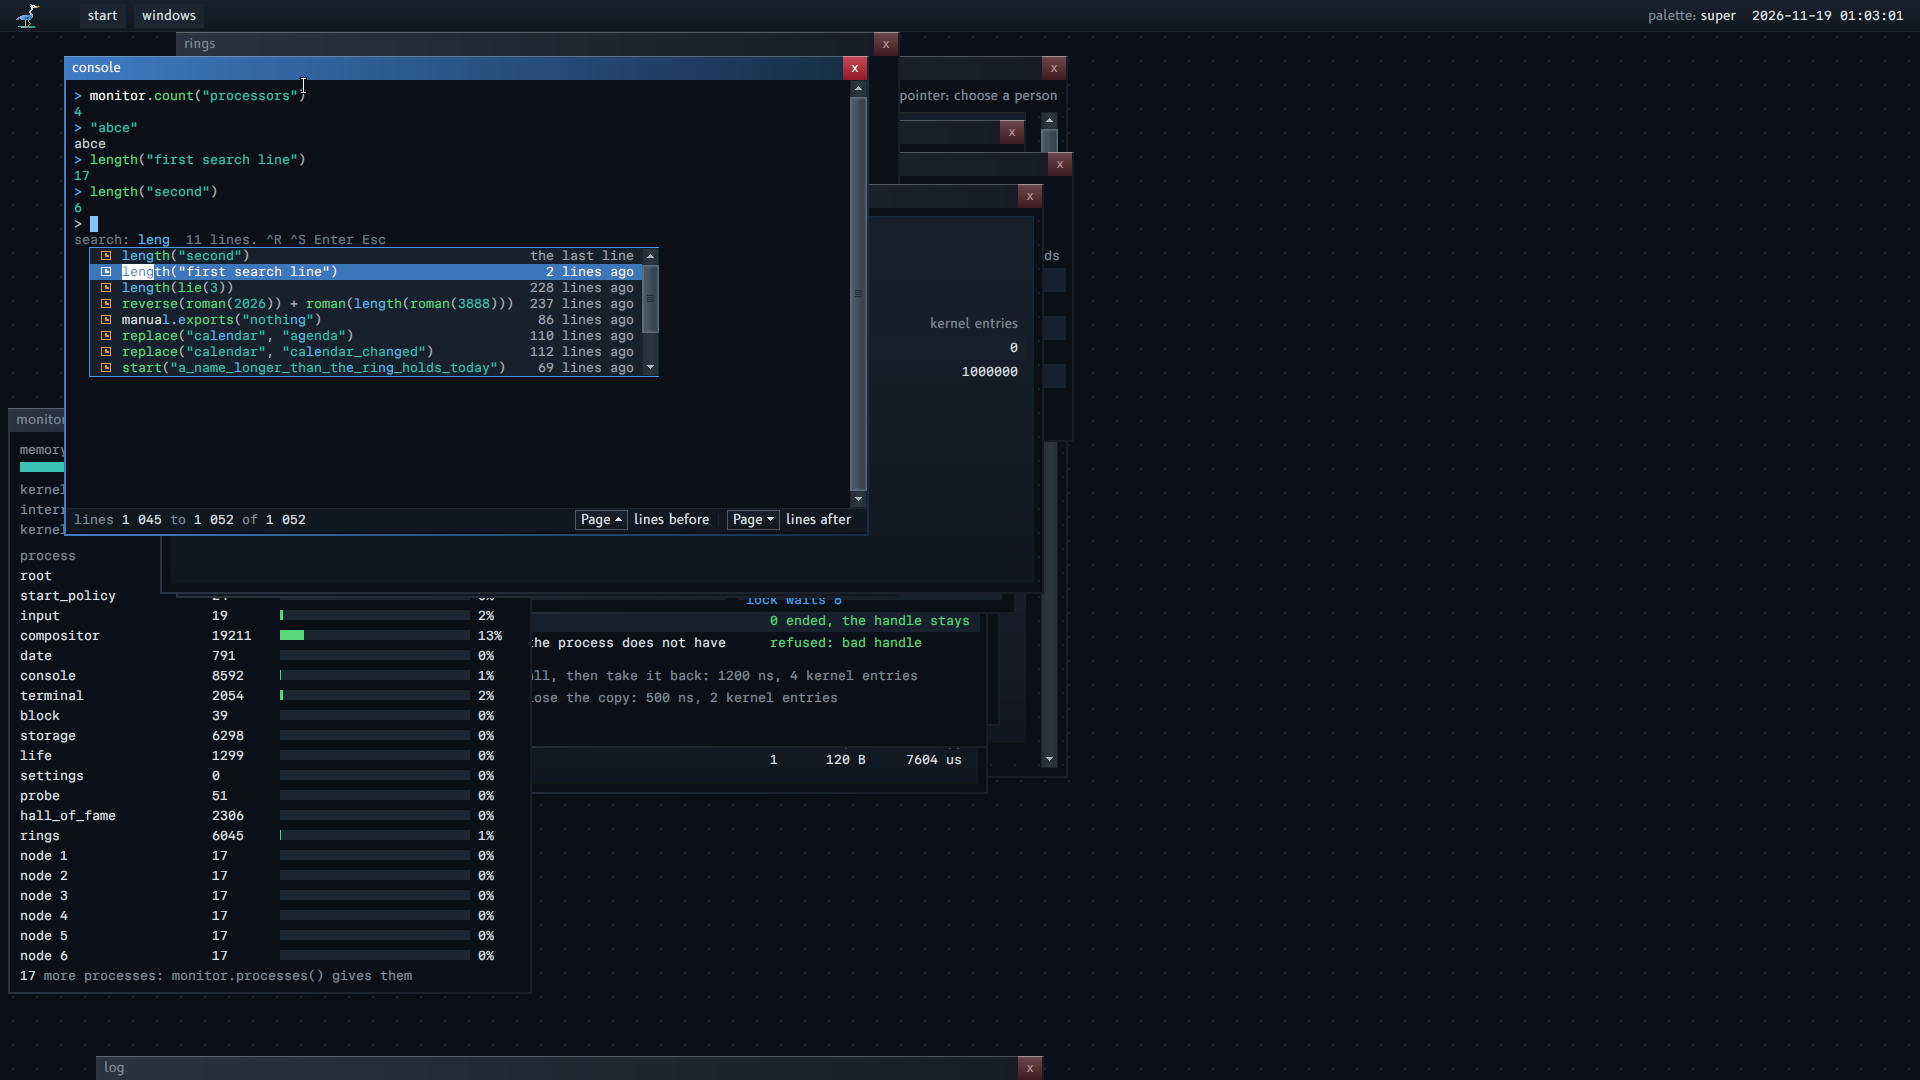 start windows palette: super 2026-11-19 01:03:01
rings x
console x
x
> monitor.count("processors")
4
> "abce"
abce
> length("first search line")
17
> length("second")
6
>
search: leng 11 lines. ^R ^S Enter Esc
length("second") the last line
length("first search line") 2 lines ago
length(lie(3)) 228 lines ago
reverse(roman(2026)) + roman(length(roman(3888))) 237 lines ago
manual.exports("nothing") 86 lines ago
replace("calendar", "agenda") 110 lines ago
replace("calendar", "calendar_changed") 112 lines ago
start("a_name_longer_than_the_ring_holds_today") 69 lines ago
lines 1 045 to 1 052 of 1 052 Page lines before Page lines after
pointer: choose a person
x
x
x
ds
kernel entries
0
1000000
monitor
memory
kernel
kernel
process
root
start_policy
input 19 2%
compositor 19211 13%
date 791 0%
console 8592 1%
terminal 2054 2%
block 39 0%
storage 6298 0%
life 1299 0%
settings 0 0%
probe 51 0%
hall_of_fame 2306 0%
rings 6045 1%
node 1 17 0%
node 2 17 0%
node 3 17 0%
node 4 17 0%
node 5 17 0%
node 6 17 0%
17 more processes: monitor.processes() gives them
lock waits
0 ended, the handle stays
the process does not have refused: bad handle
all, then take it back: 1200 ns, 4 kernel entries
close the copy: 500 ns, 2 kernel entries
1 120 B 7604 us
log x